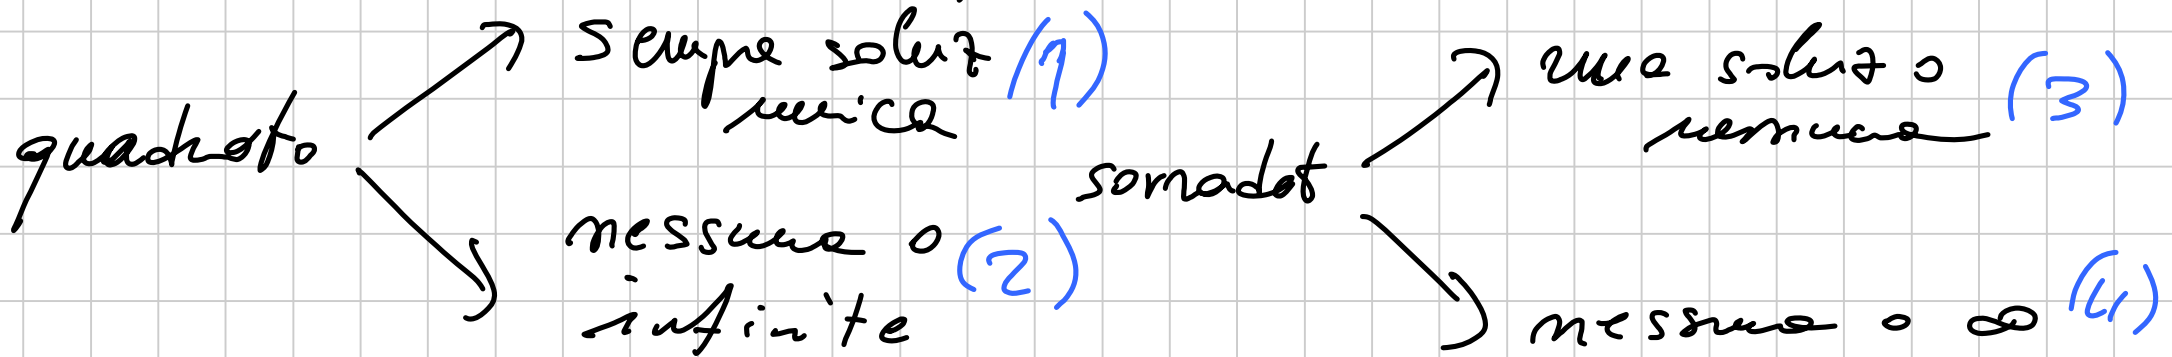 sempre soluz (1)
unica
quadrato
nessuna o (2)
infinite
una soluz o (3)
nessuna
sovradet
nessuna o ∞ (4)